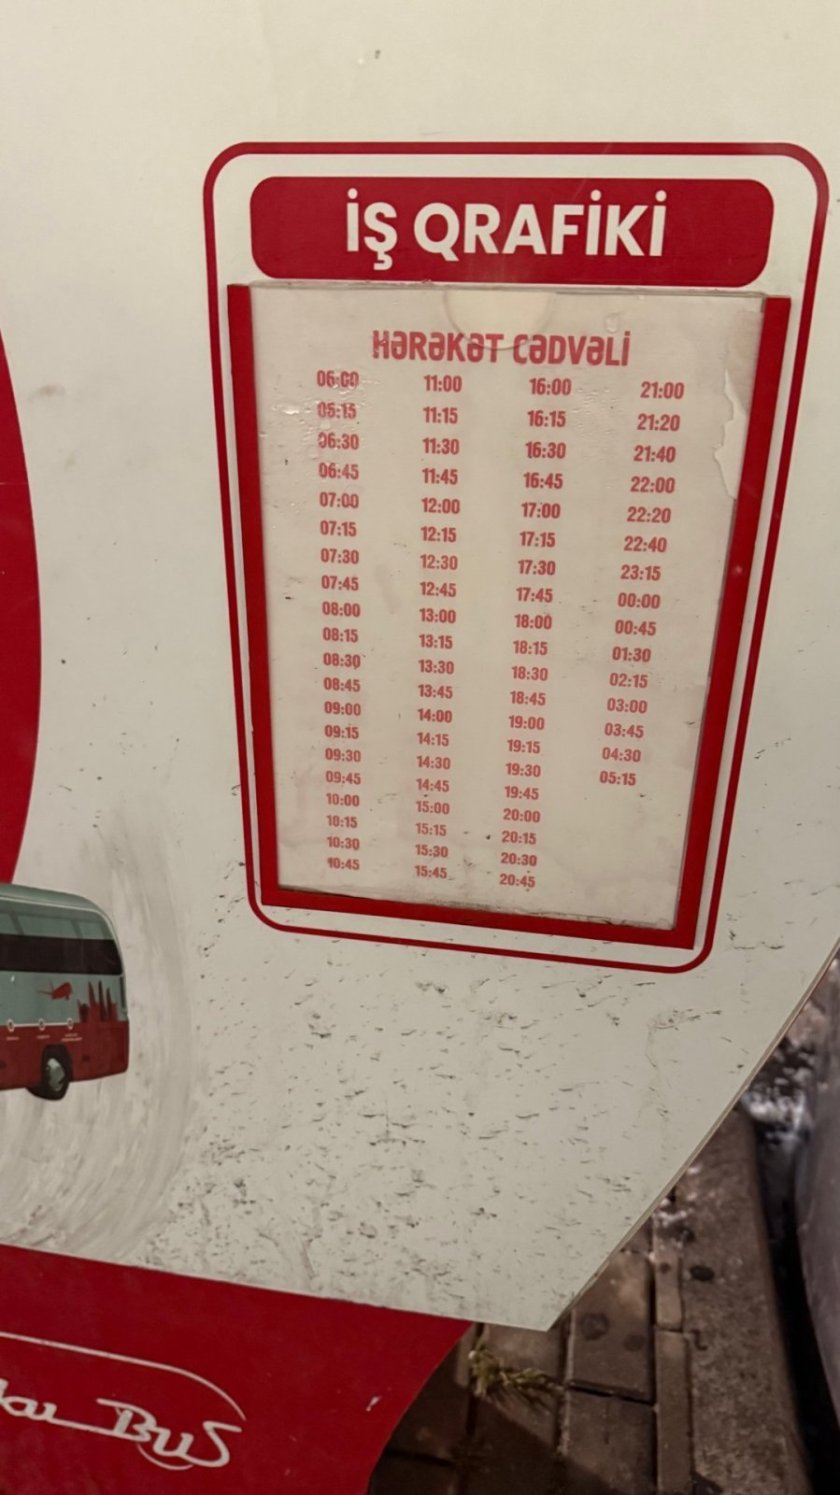 İŞ QRAFİKİ
HƏRƏKƏT CƏDVƏLİ
06:00 11:00 16:00 21:00
06:15 11:15 16:15 21:20
06:30 11:30 16:30 21:40
06:45 11:45 16:45 22:00
07:00 12:00 17:00 22:20
07:15 12:15 17:15 22:40
07:30 12:30 17:30 23:15
07:45 12:45 17:45 00:00
08:00 13:00 18:00 00:45
08:15 13:15 18:15 01:30
08:30 13:30 18:30 02:15
08:45 13:45 18:45 03:00
09:00 14:00 19:00 03:45
09:15 14:15 19:15 04:30
09:30 14:30 19:30 05:15
09:45 14:45 19:45
10:00 15:00 20:00
10:15 15:15 20:15
10:30 15:30 20:30
10:45 15:45 20:45
Bus